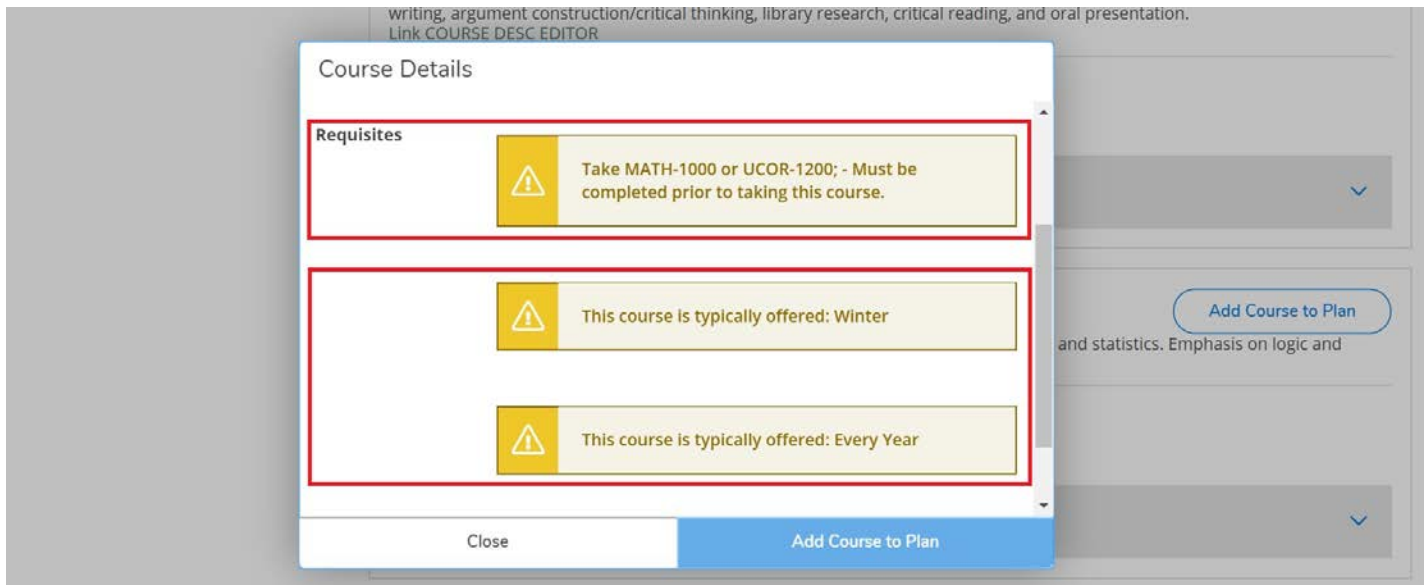 writing, argument construction/critical thinking, library research, critical reading, and oral presentation.
Link COURSE DESC EDITOR
Course Details
Requisites
Take MATH-1000 or UCOR-1200; - Must be
completed prior to taking this course.
This course is typically offered: Winter
Add Course to Plan
and statistics. Emphasis on logic and
This course is typically offered: Every Year
Close
Add Course to Plan